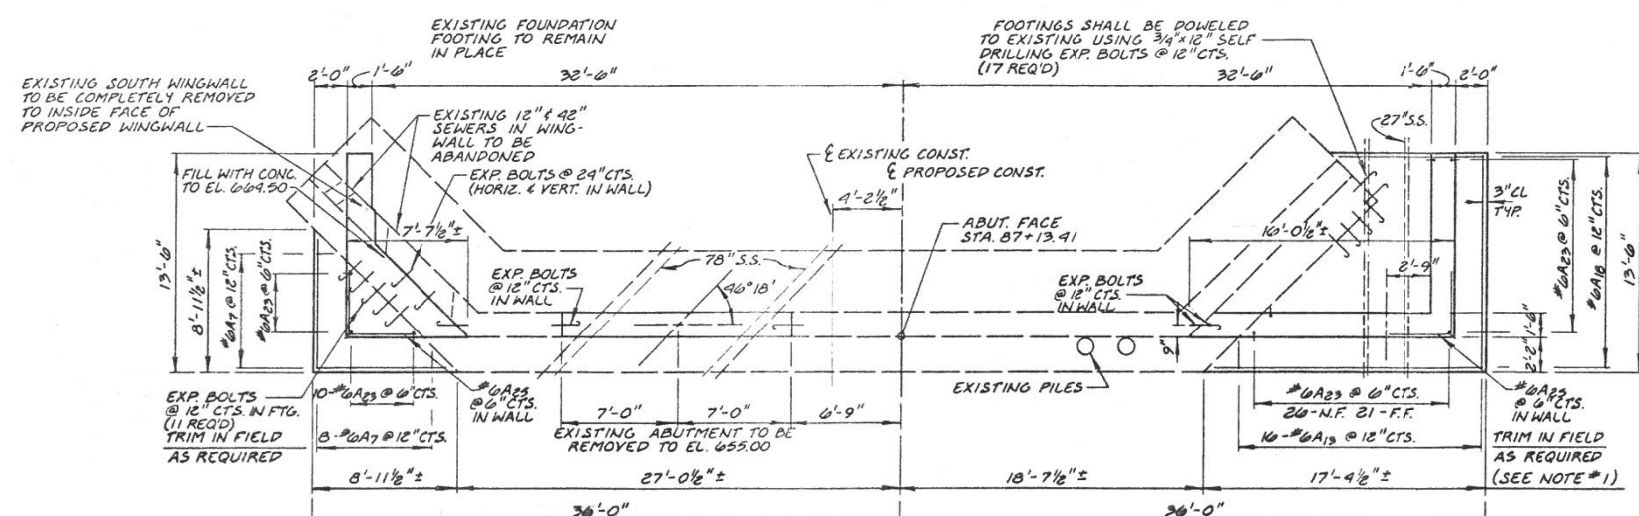 EXISTING FOUNDATION
FOOTING TO REMAIN
IN PLACE
FOOTINGS SHALL BE DOWELED
TO EXISTING USING 3/4"x12" SELF
DRILLING EXP. BOLTS @ 12" CTS.
(17 REQ'D)
2'-0"
1'-6"
32'-6"
32'-6"
1'-6"
2'-0"
EXISTING SOUTH WINGWALL
TO BE COMPLETELY REMOVED
TO INSIDE FACE OF
PROPOSED WINGWALL
EXISTING 12" & 42"
SEWERS IN WING-
WALL TO BE
ABANDONED
27" S.S.
FILL WITH CONC.
TO EL. 664.50
EXP. BOLTS @ 24" CTS.
(HORIZ. & VERT. IN WALL)
℄ EXISTING CONST.
℄ PROPOSED CONST.
4'-2½"
3" CL
TYP.
7'-7½"±
ABUT. FACE
STA. 87+13.41
16'-0½"±
13'-6"
8'-11½"±
#6A7 @ 12" CTS.
#6A23 @ 6" CTS.
78" S.S.
46° 18'
EXP. BOLTS
@ 12" CTS.
IN WALL
EXP. BOLTS
@ 12" CTS.
IN WALL
2'-9"
#6A23 @ 6" CTS.
#6A18 @ 12" CTS.
13'-6"
1'-6"
2'-2"
9"
EXISTING PILES
EXP. BOLTS
@ 12" CTS. IN FTG.
(11 REQ'D)
TRIM IN FIELD
AS REQUIRED
10-#6A23 @ 6" CTS.
#6A23
@ 6" CTS.
IN WALL
8-#6A7 @ 12" CTS.
7'-0"
7'-0"
6'-9"
EXISTING ABUTMENT TO BE
REMOVED TO EL. 655.00
#6A23 @ 6" CTS.
26-N.F. 21-F.F.
16-#6A13 @ 12" CTS.
#6A23
@ 6" CTS.
IN WALL
TRIM IN FIELD
AS REQUIRED
(SEE NOTE #1)
8'-11½"±
27'-0½"±
18'-7½"±
17'-4½"±
36'-0"
36'-0"